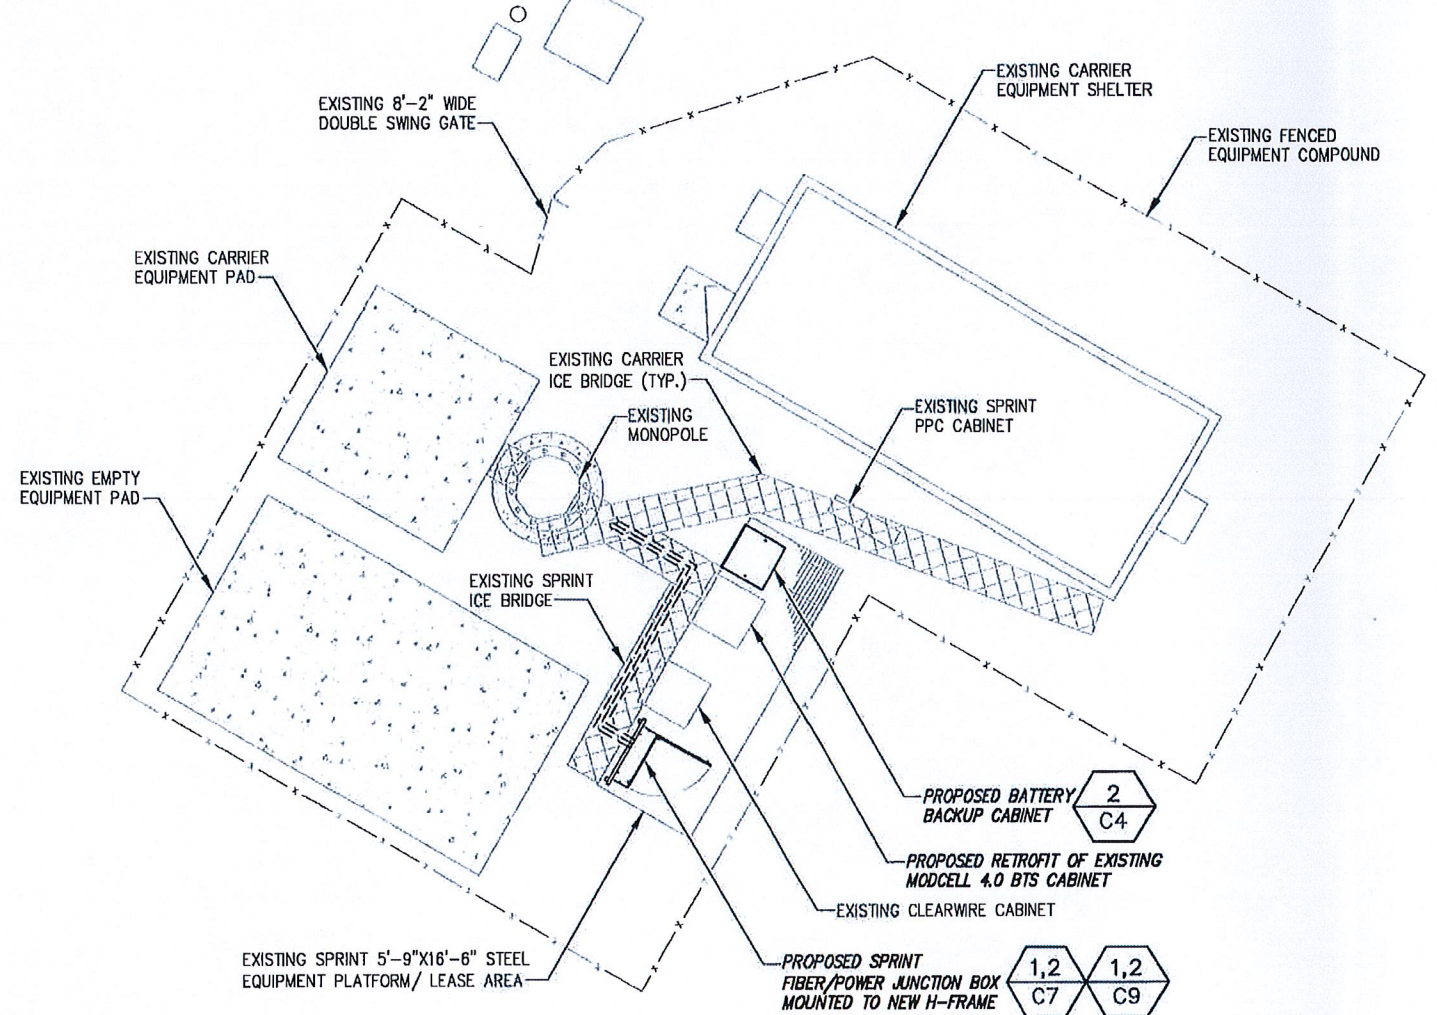 EXISTING CARRIER
EQUIPMENT SHELTER
EXISTING 8'-2" WIDE
DOUBLE SWING GATE
EXISTING FENCED
EQUIPMENT COMPOUND
EXISTING CARRIER
EQUIPMENT PAD
EXISTING CARRIER
ICE BRIDGE (TYP.)
EXISTING SPRINT
PPC CABINET
EXISTING
MONOPOLE
EXISTING EMPTY
EQUIPMENT PAD
EXISTING SPRINT
ICE BRIDGE
PROPOSED BATTERY
BACKUP CABINET
2
C4
PROPOSED RETROFIT OF EXISTING
MODCELL 4.0 BTS CABINET
EXISTING CLEARWIRE CABINET
EXISTING SPRINT 5'-9"X16'-6" STEEL
EQUIPMENT PLATFORM/ LEASE AREA
PROPOSED SPRINT
FIBER/POWER JUNCTION BOX
MOUNTED TO NEW H-FRAME
1,2
C7
1,2
C9